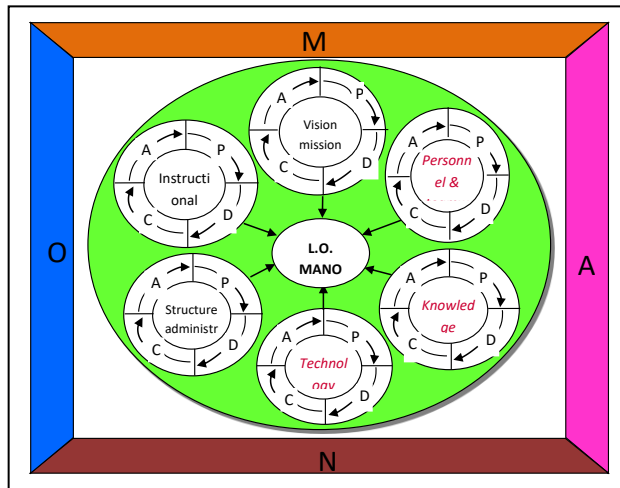 M
A
P
Vision
mission
C
D
A
P
Instructi
onal
C
D
A
P
Personn
el &
C
D
O
L.O.
MANO
A
A
P
Structure
administr
C
D
A
P
Knowled
ge
C
D
A
P
Technol
ogy
C
D
N